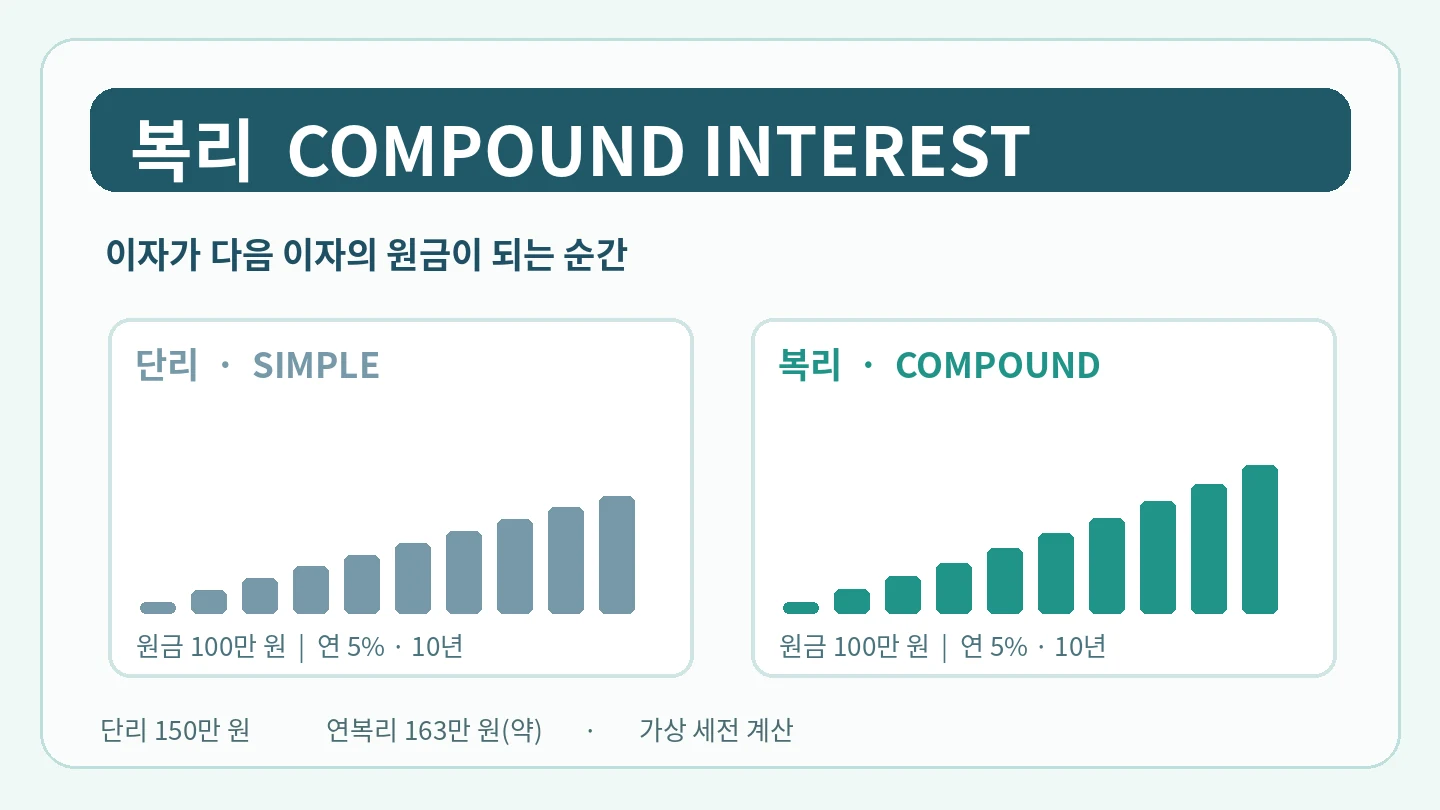 복리 COMPOUND INTEREST
이자가 다음 이자의 원금이 되는 순간
단리 · SIMPLE
원금 100만 원 | 연 5% · 10년
복리 · COMPOUND
원금 100만 원 | 연 5% · 10년
단리 150만 원 연복리 163만 원(약) · 가상 세전 계산